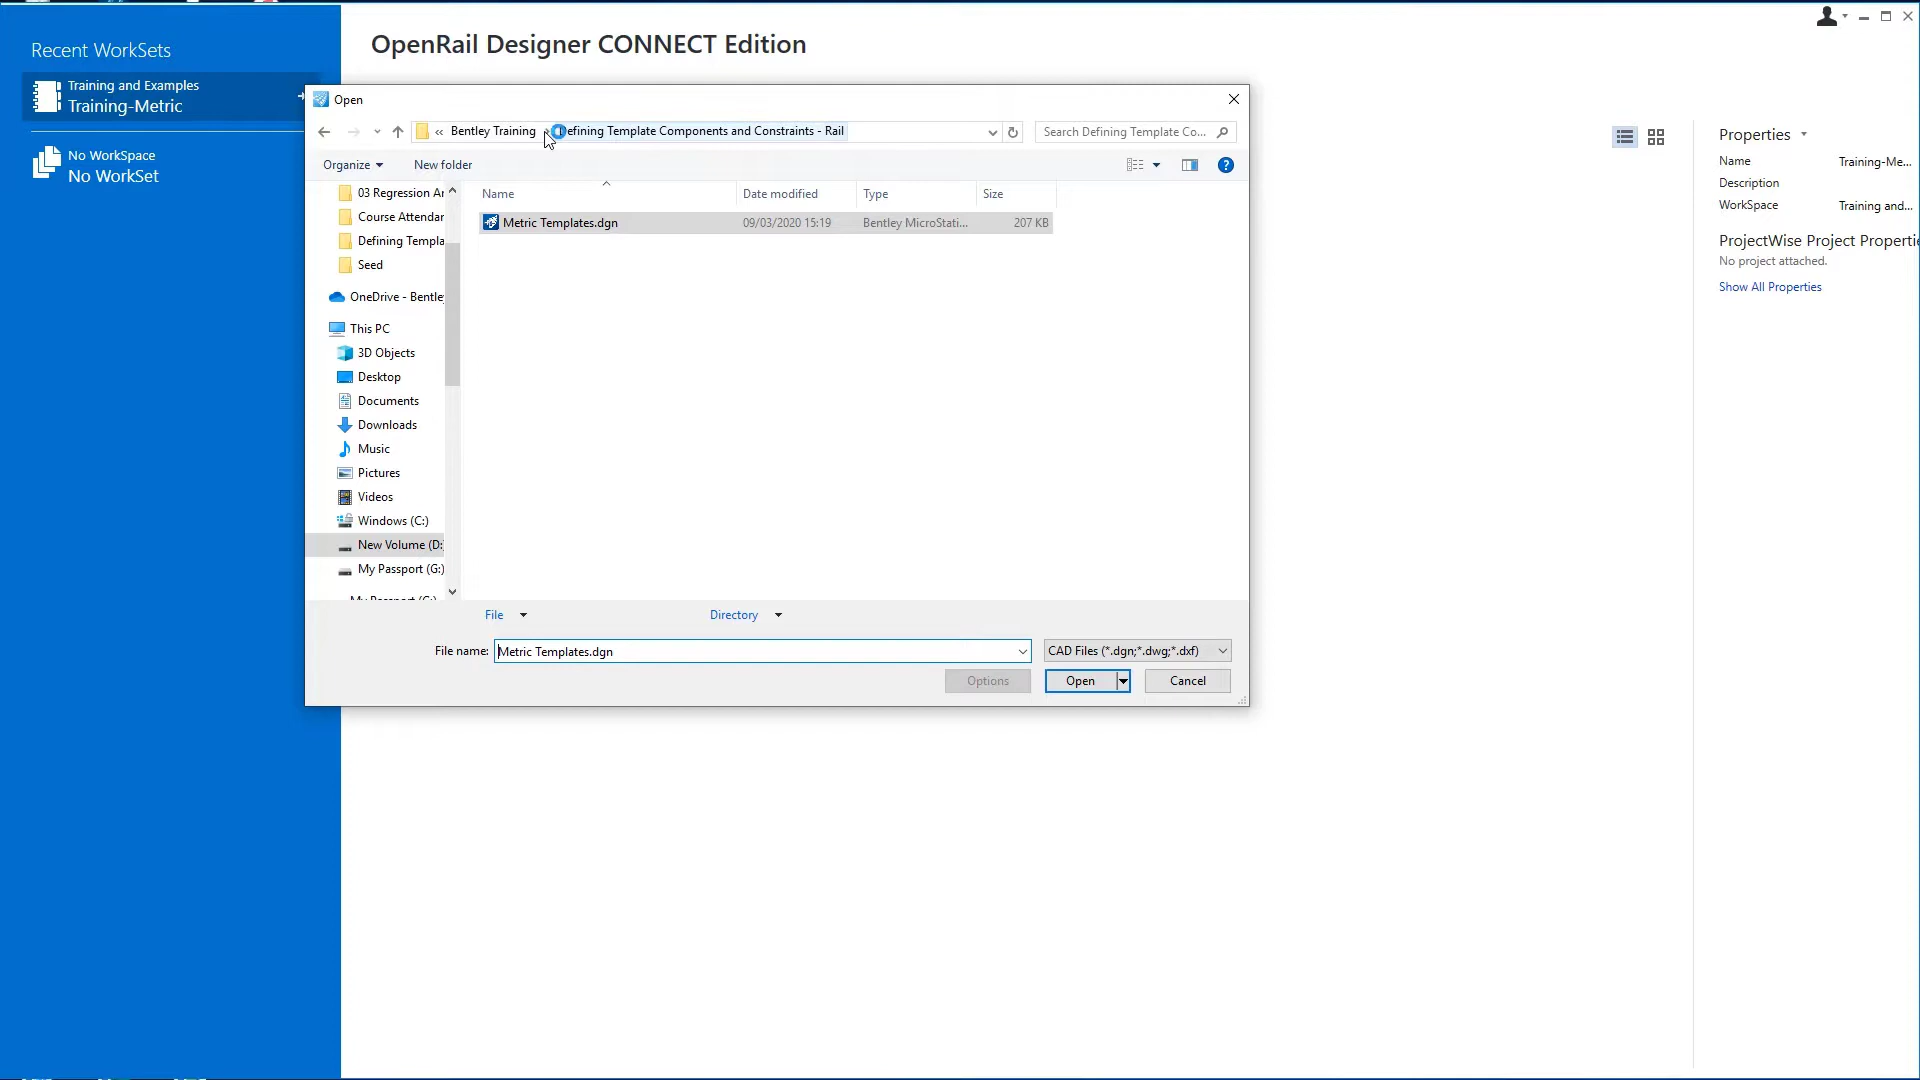 Recent WorkSets
Training and Examples
Training-Metric
No WorkSpace
No WorkSet
OpenRail Designer CONNECT Edition
Open
« Bentley Training
efining Template Components and Constraints - Rail
Search Defining Template Co...
Organize
New folder
03 Regression Ar
Course Attendar
Defining Templa
Seed
OneDrive - Bentley
This PC
3D Objects
Desktop
Documents
Downloads
Music
Pictures
Videos
Windows (C:)
New Volume (D:
My Passport (G:)
Name
Date modified
Type
Size
Metric Templates.dgn
09/03/2020 15:19
Bentley MicroStati...
207 KB
File
Directory
File name:
Metric Templates.dgn
CAD Files (*.dgn;*.dwg;*.dxf)
Options
Open
Cancel
Properties
Name
Training-Me...
Description
WorkSpace
Training and...
ProjectWise Project Propertie
No project attached.
Show All Properties